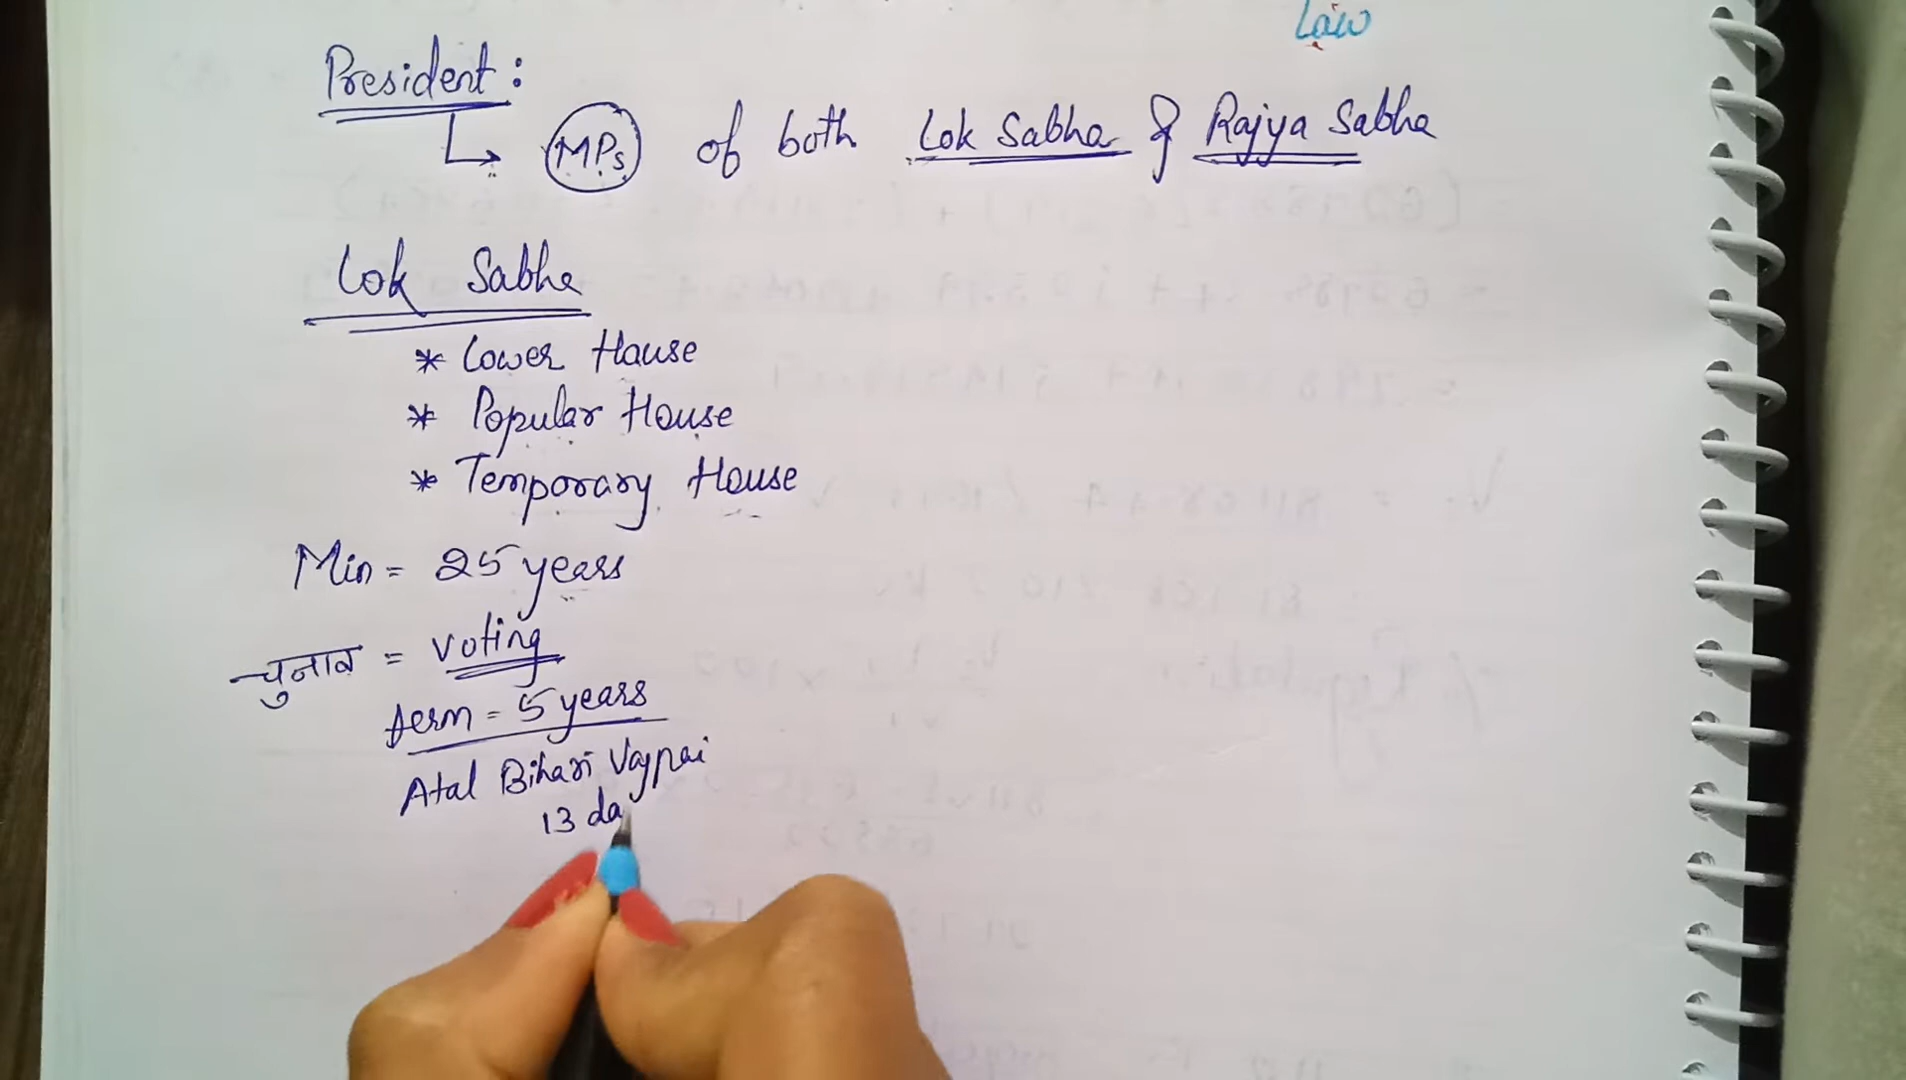 Law
President:
MPs of both Lok Sabha & Rajya Sabha
Lok Sabha
* Lower House
* Popular House
* Temporary House
Min = 25 years
चुनाव = voting
term = 5 years
Atal Bihari Vajpai
13 da